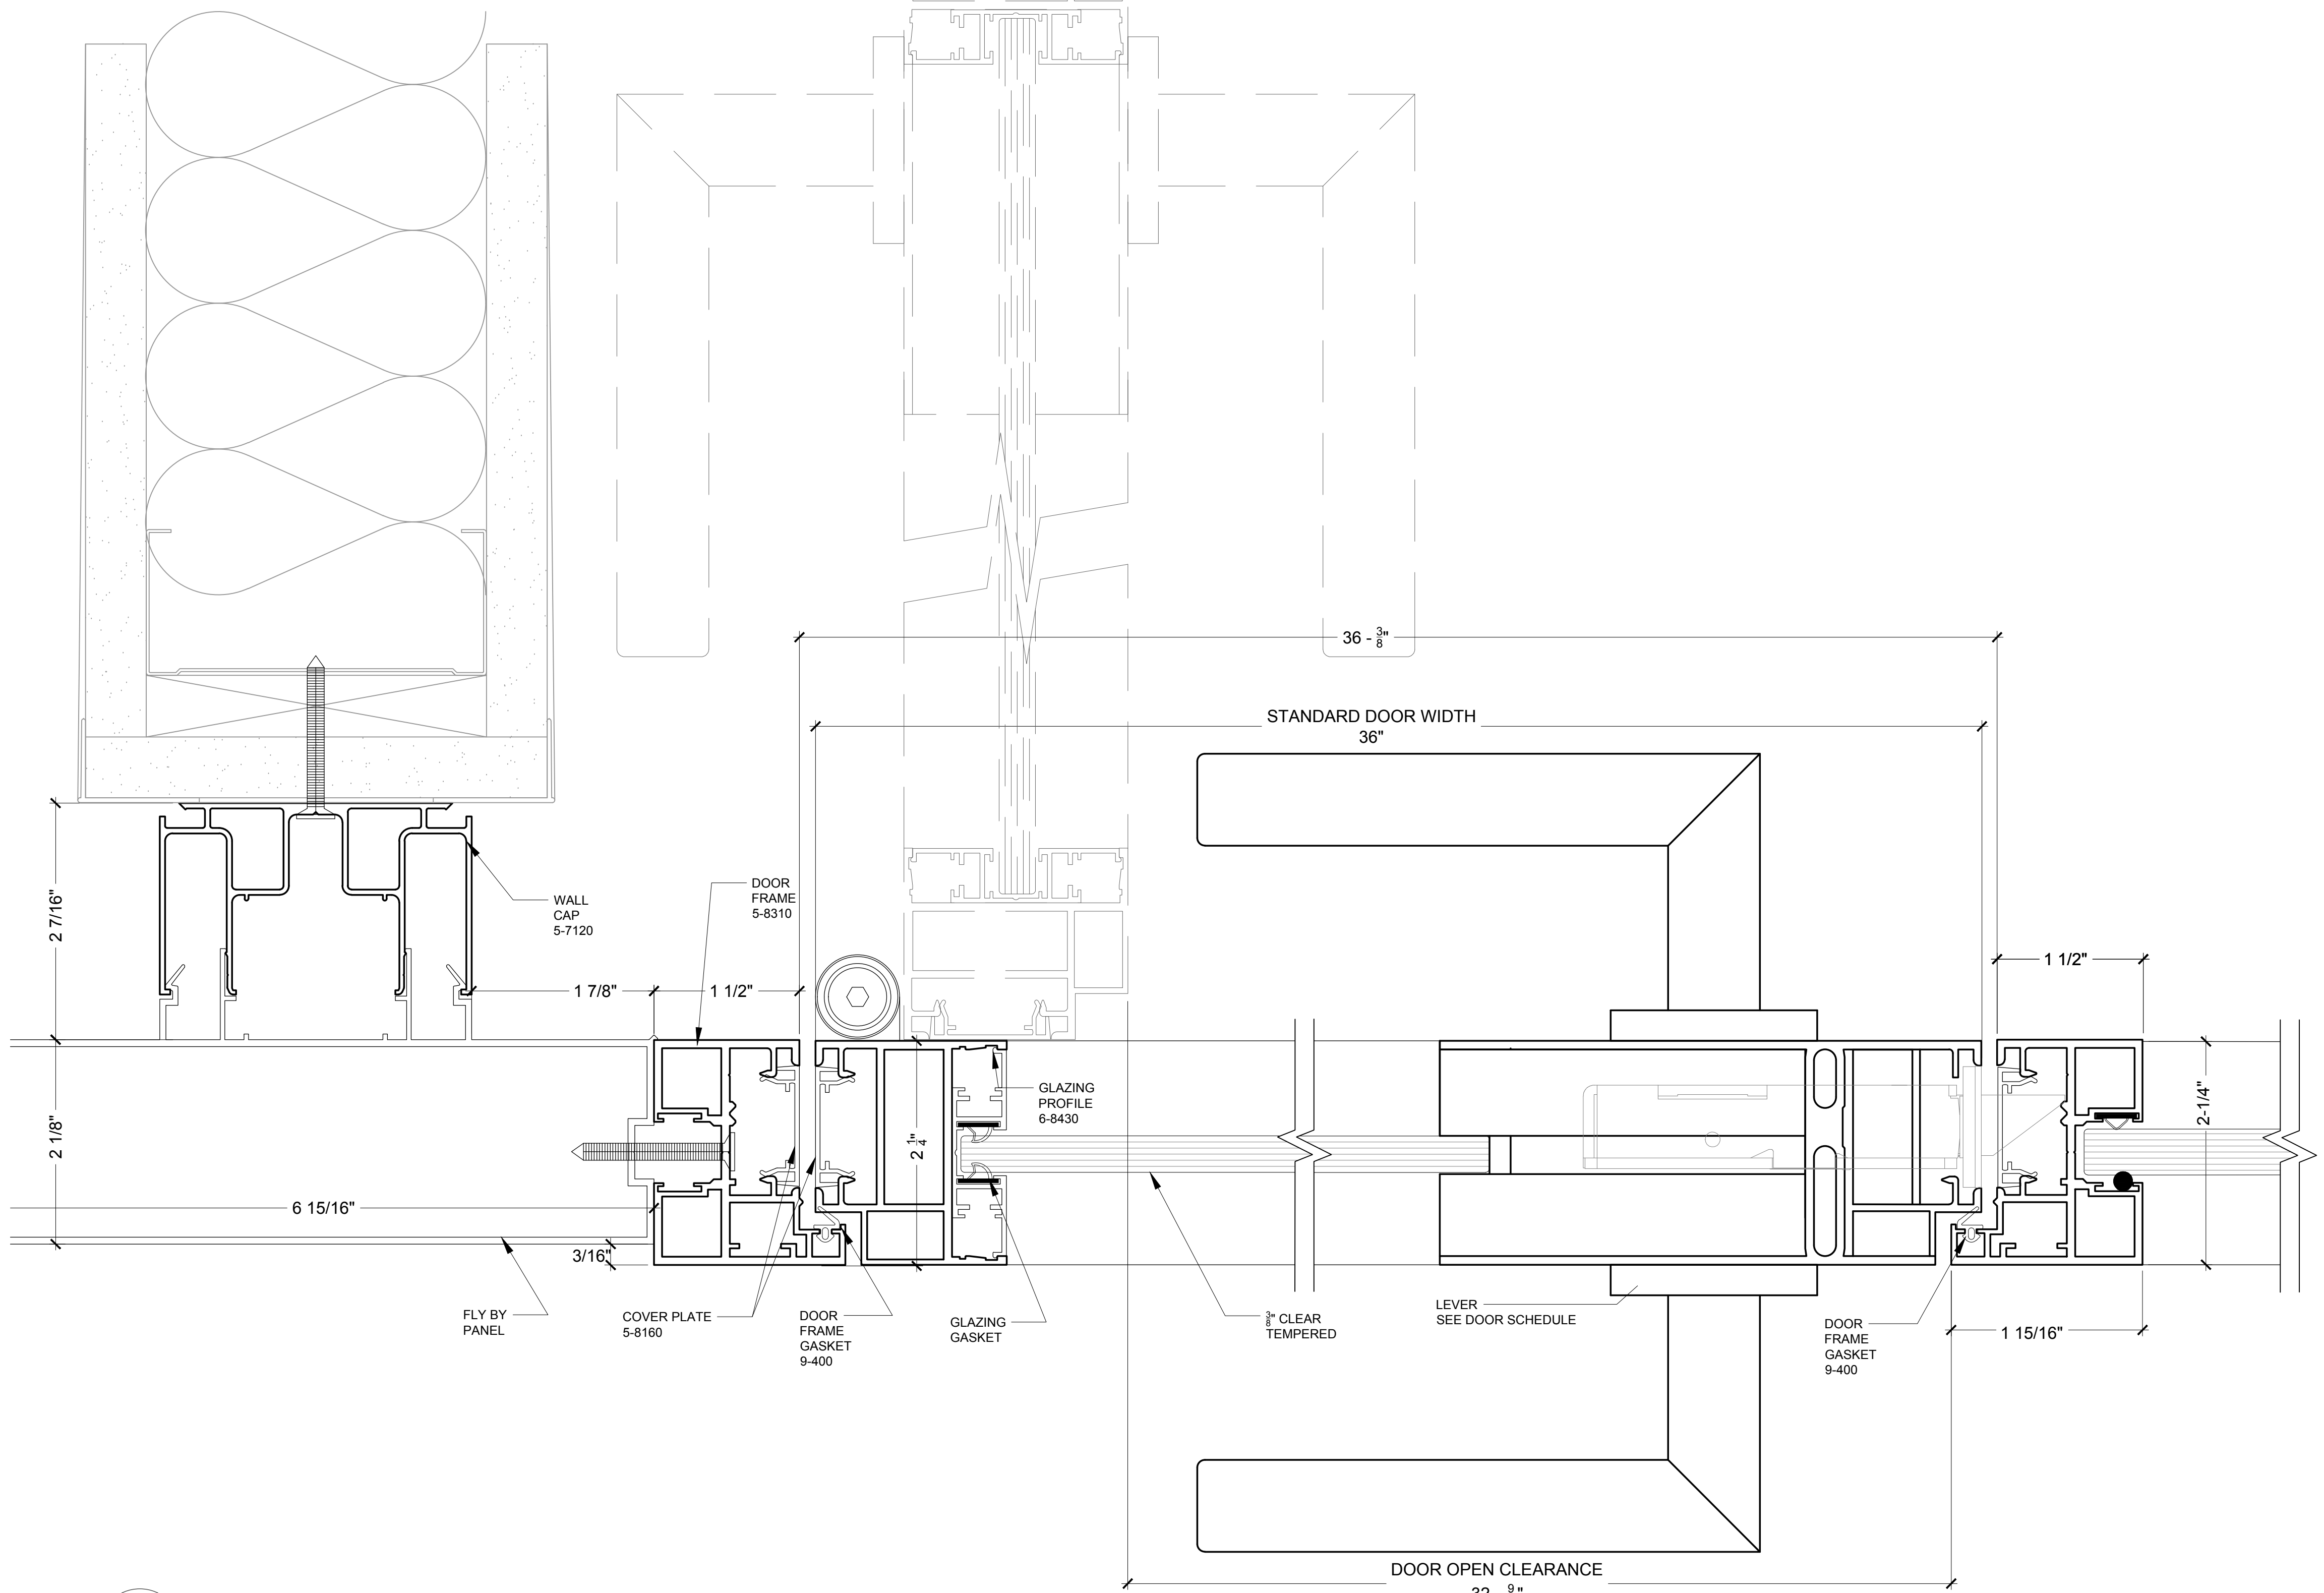 36 - 3/8"
STANDARD DOOR WIDTH
36"
2 7/16"
WALL
CAP
5-7120
DOOR
FRAME
5-8310
1 7/8"
1 1/2"
1 1/2"
GLAZING
PROFILE
6-8430
2 1/8"
2 1/4"
2-1/4"
6 15/16"
3/16"
FLY BY
PANEL
COVER PLATE
5-8160
DOOR
FRAME
GASKET
9-400
GLAZING
GASKET
3/8" CLEAR
TEMPERED
LEVER
SEE DOOR SCHEDULE
DOOR
FRAME
GASKET
9-400
1 15/16"
DOOR OPEN CLEARANCE